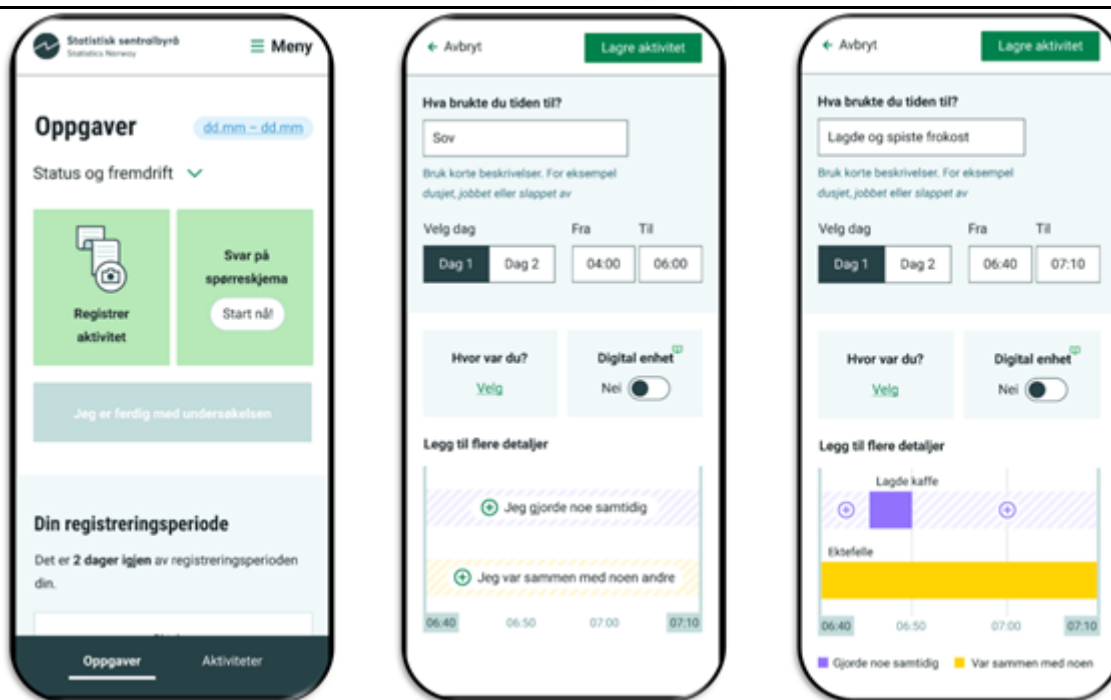 Statistisk sentralbyrå
Statistics Norway
Meny
Oppgaver
dd.mm – dd.mm
Status og fremdrift
Registrer
aktivitet
Svar på
spørreskjema
Start nå!
Jeg er ferdig med undersøkelsen
Din registreringsperiode
Det er 2 dager igjen av registreringsperioden
din.
Oppgaver
Aktiviteter
Avbryt
Lagre aktivitet
Hva brukte du tiden til?
Sov
Bruk korte beskrivelser. For eksempel
dusjet, jobbet eller slappet av
Velg dag
Fra
Til
Dag 1
Dag 2
04:00
06:00
Hvor var du?
Velg
Digital enhet
Nei
Legg til flere detaljer
Jeg gjorde noe samtidig
Jeg var sammen med noen andre
06:40
06:50
07:00
07:10
Avbryt
Lagre aktivitet
Hva brukte du tiden til?
Lagde og spiste frokost
Bruk korte beskrivelser. For eksempel
dusjet, jobbet eller slappet av
Velg dag
Fra
Til
Dag 1
Dag 2
06:40
07:10
Hvor var du?
Velg
Digital enhet
Nei
Legg til flere detaljer
Lagde kaffe
Ektefelle
06:40
06:50
07:00
07:10
Gjorde noe samtidig
Var sammen med noen